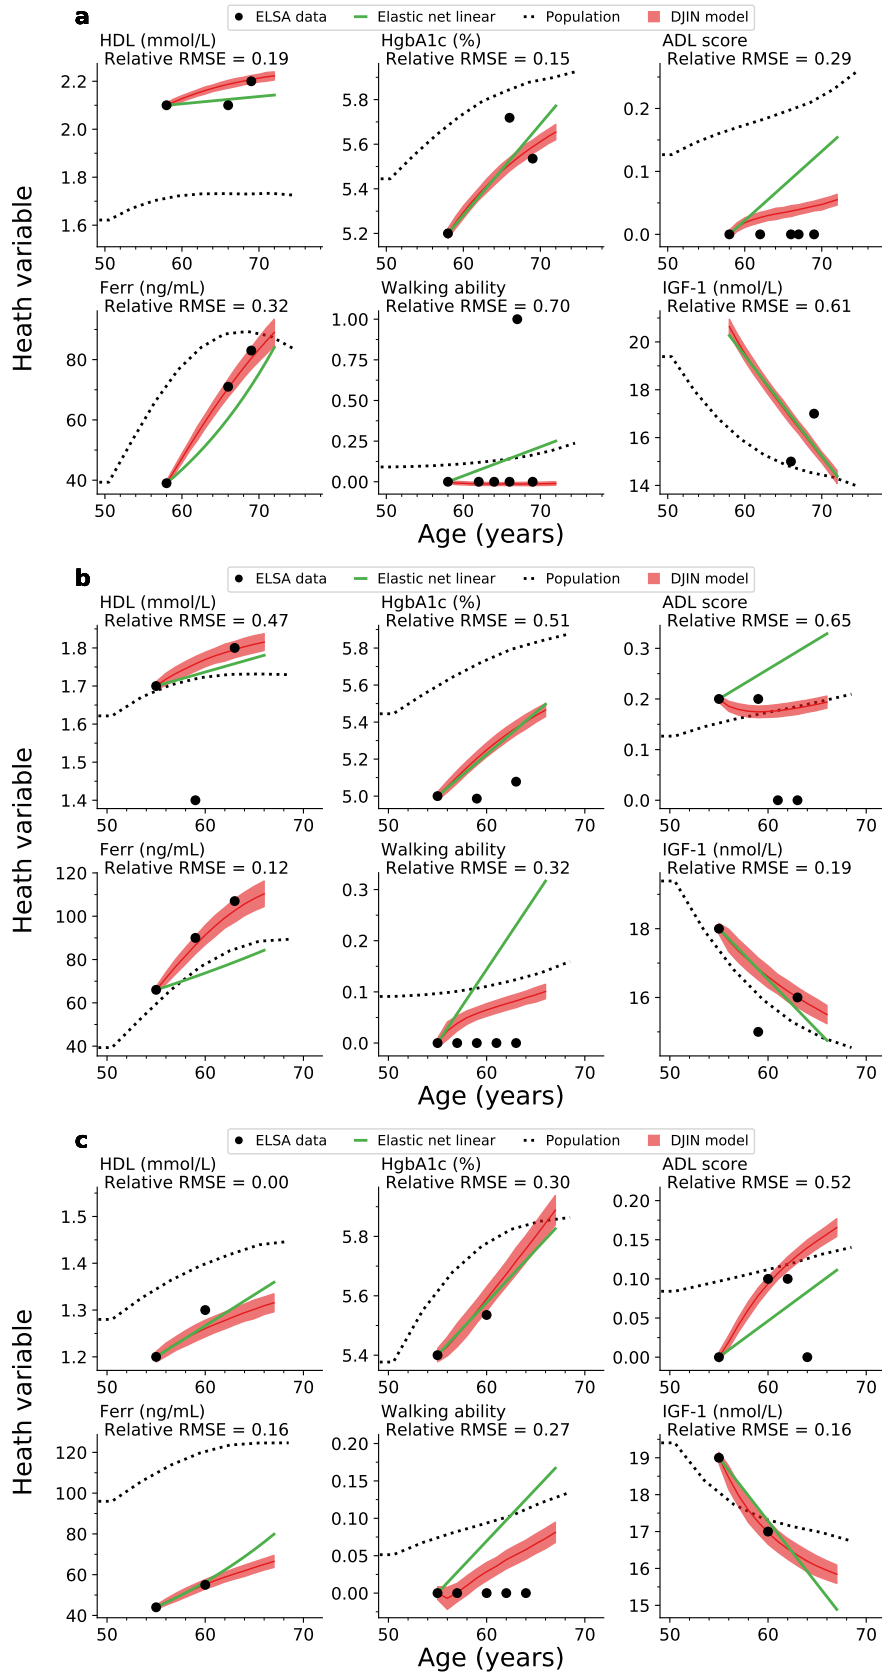 a
ELSA data Elastic net linear Population DJIN model
HDL (mmol/L)
Relative RMSE = 0.19
2.2
2.0
1.8
1.6
50 60 70
HgbA1c (%)
Relative RMSE = 0.15
5.8
5.6
5.4
5.2
50 60 70
ADL score
Relative RMSE = 0.29
0.2
0.1
0.0
50 60 70
Heath variable
Ferr (ng/mL)
Relative RMSE = 0.32
80
60
40
50 60 70
Walking ability
Relative RMSE = 0.70
1.00
0.75
0.50
0.25
0.00
50 60 70
IGF-1 (nmol/L)
Relative RMSE = 0.61
20
18
16
14
50 60 70
Age (years)
b
ELSA data Elastic net linear Population DJIN model
HDL (mmol/L)
Relative RMSE = 0.47
1.8
1.7
1.6
1.5
1.4
50 60 70
HgbA1c (%)
Relative RMSE = 0.51
5.8
5.6
5.4
5.2
5.0
50 60 70
ADL score
Relative RMSE = 0.65
0.3
0.2
0.1
0.0
50 60 70
Heath variable
Ferr (ng/mL)
Relative RMSE = 0.12
120
100
80
60
40
50 60 70
Walking ability
Relative RMSE = 0.32
0.3
0.2
0.1
0.0
50 60 70
IGF-1 (nmol/L)
Relative RMSE = 0.19
18
16
50 60 70
Age (years)
c
ELSA data Elastic net linear Population DJIN model
HDL (mmol/L)
Relative RMSE = 0.00
1.5
1.4
1.3
1.2
50 60 70
HgbA1c (%)
Relative RMSE = 0.30
5.8
5.6
5.4
50 60 70
ADL score
Relative RMSE = 0.52
0.20
0.15
0.10
0.05
0.00
50 60 70
Heath variable
Ferr (ng/mL)
Relative RMSE = 0.16
120
100
80
60
40
50 60 70
Walking ability
Relative RMSE = 0.27
0.20
0.15
0.10
0.05
0.00
50 60 70
IGF-1 (nmol/L)
Relative RMSE = 0.16
19
18
17
16
15
50 60 70
Age (years)